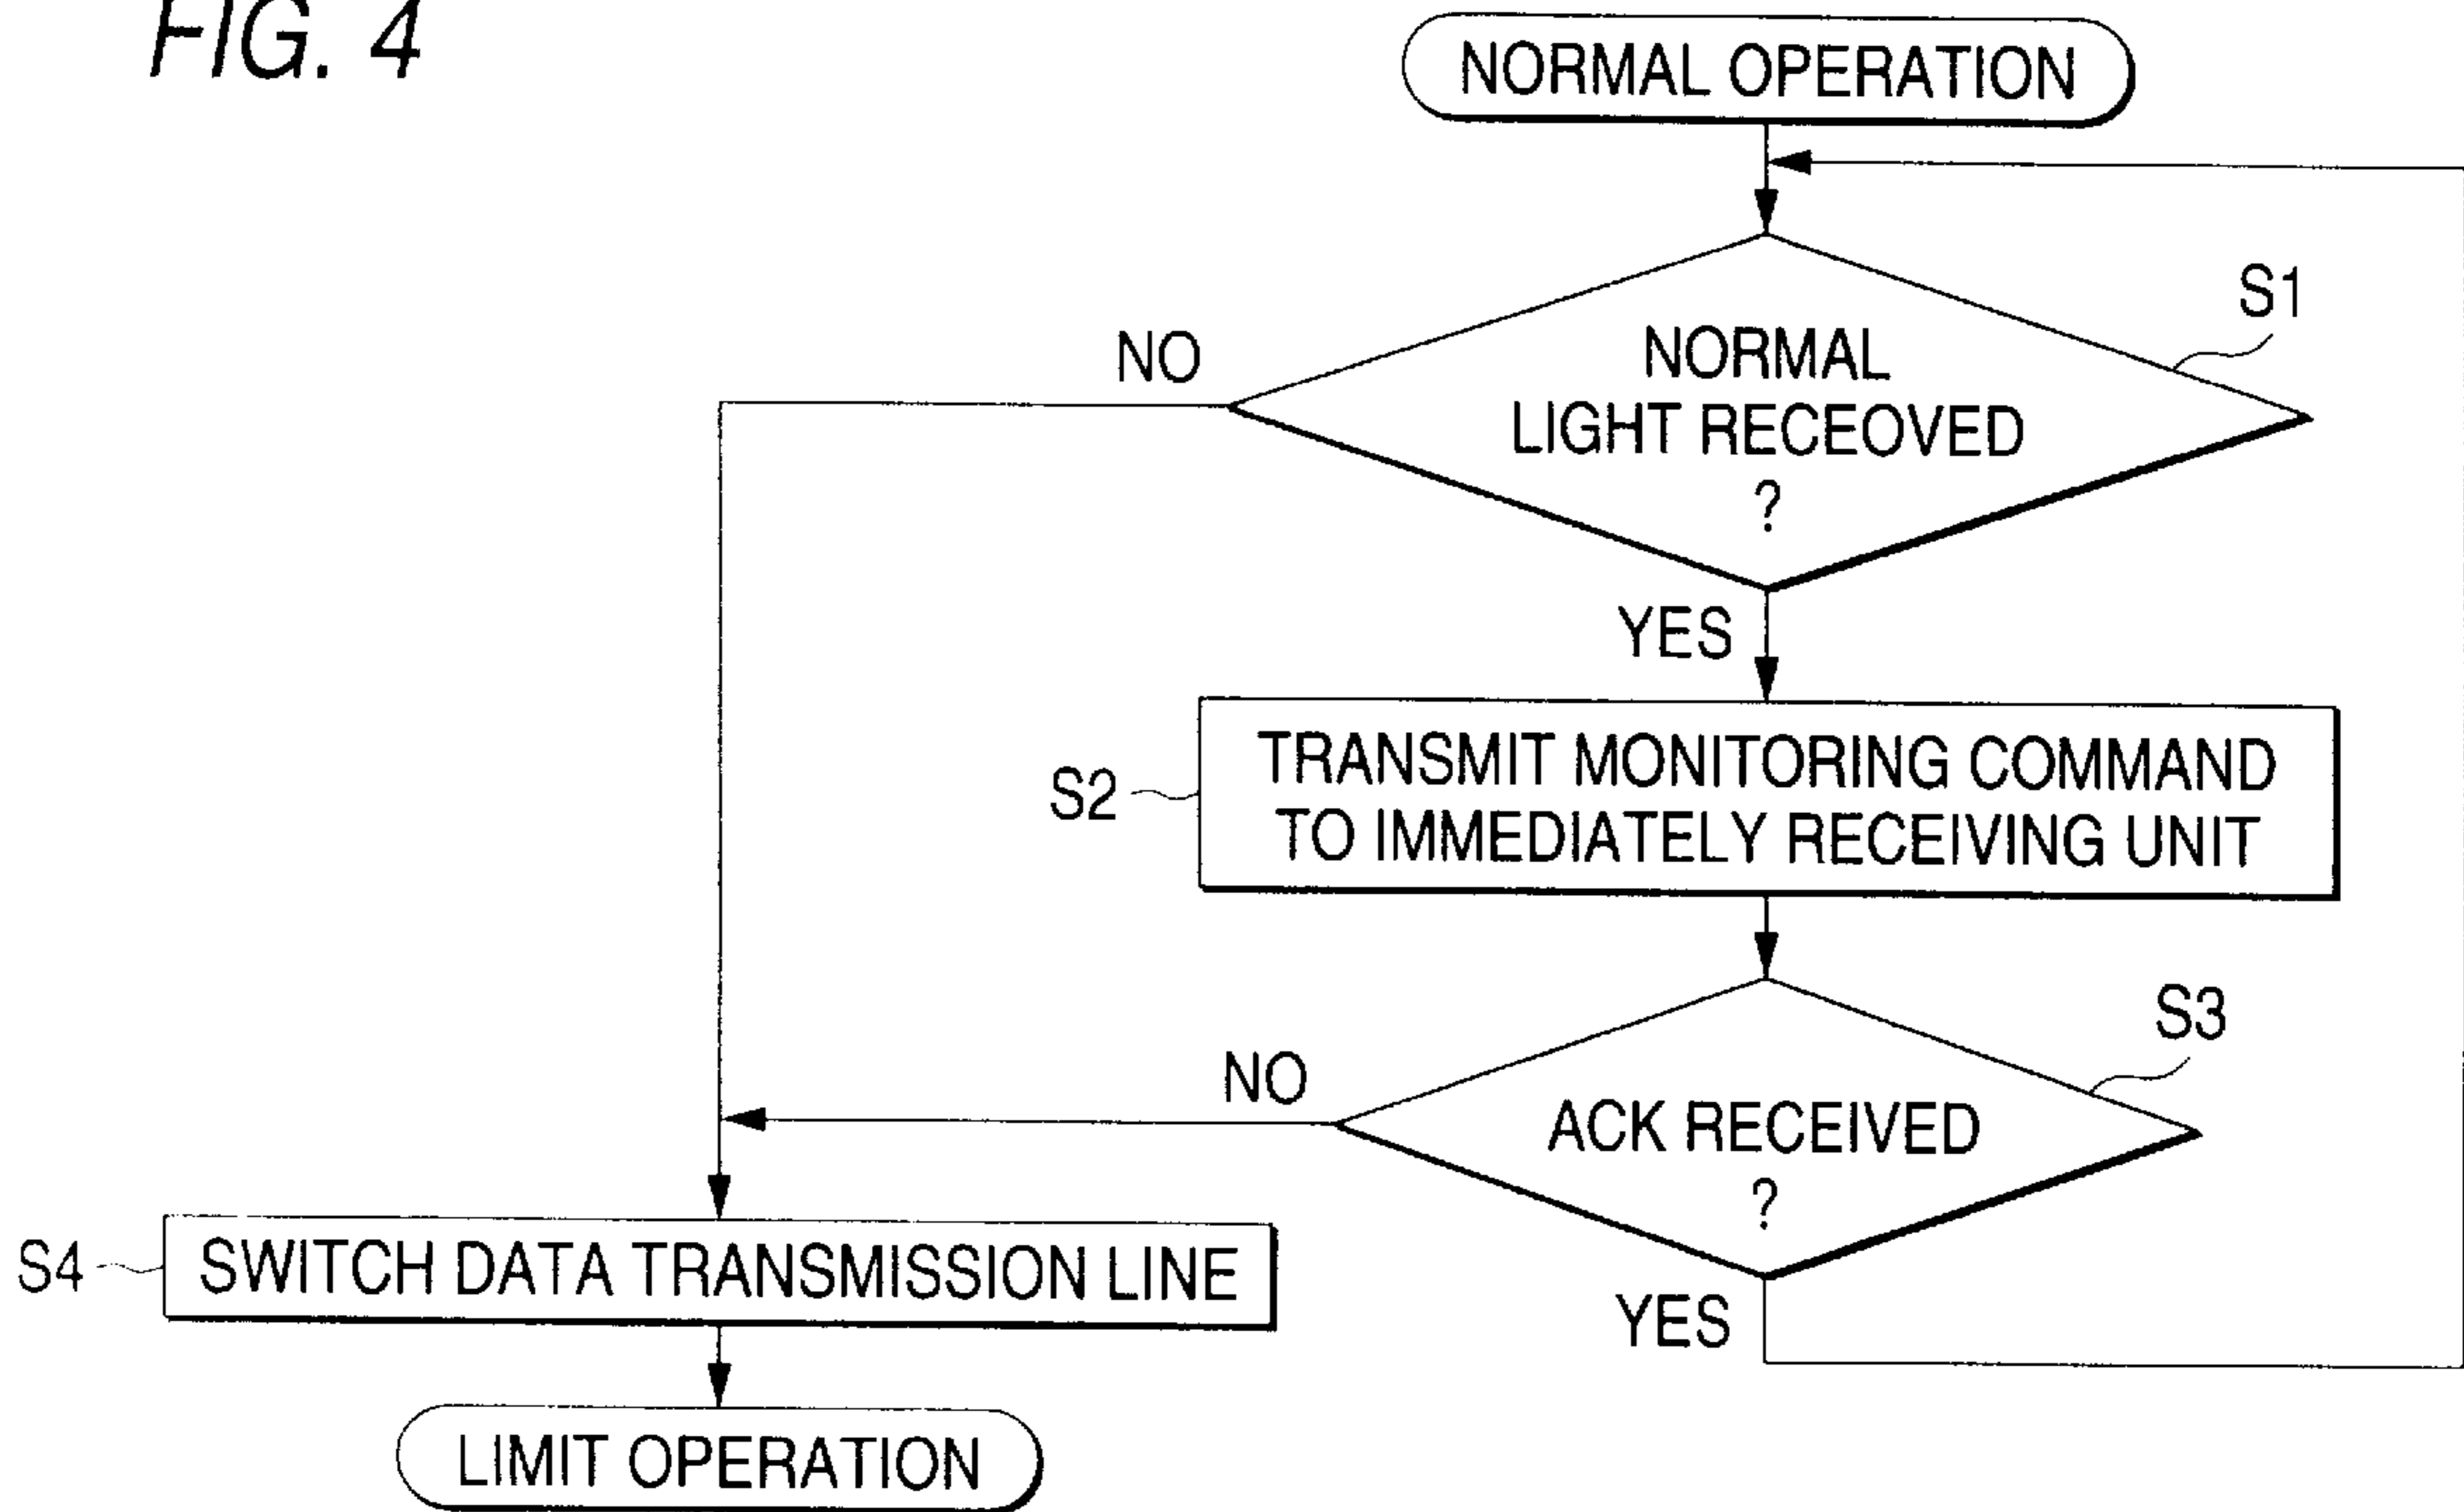 FIG. 4
NORMAL OPERATION
S1
NORMAL
LIGHT RECEOVED
?
NO
YES
S2
TRANSMIT MONITORING COMMAND
TO IMMEDIATELY RECEIVING UNIT
S3
ACK RECEIVED
?
NO
YES
S4
SWITCH DATA TRANSMISSION LINE
LIMIT OPERATION